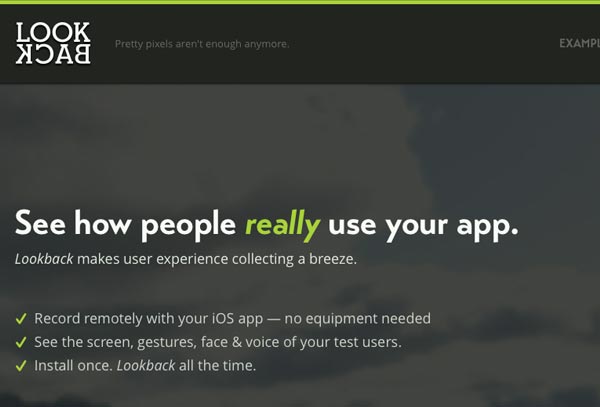 LOOK
BACK
Pretty pixels aren't enough anymore.
See how people really use your app.
Lookback makes user experience collecting a breeze.
Record remotely with your iOS app — no equipment needed
See the screen, gestures, face & voice of your test users.
Install once. Lookback all the time.